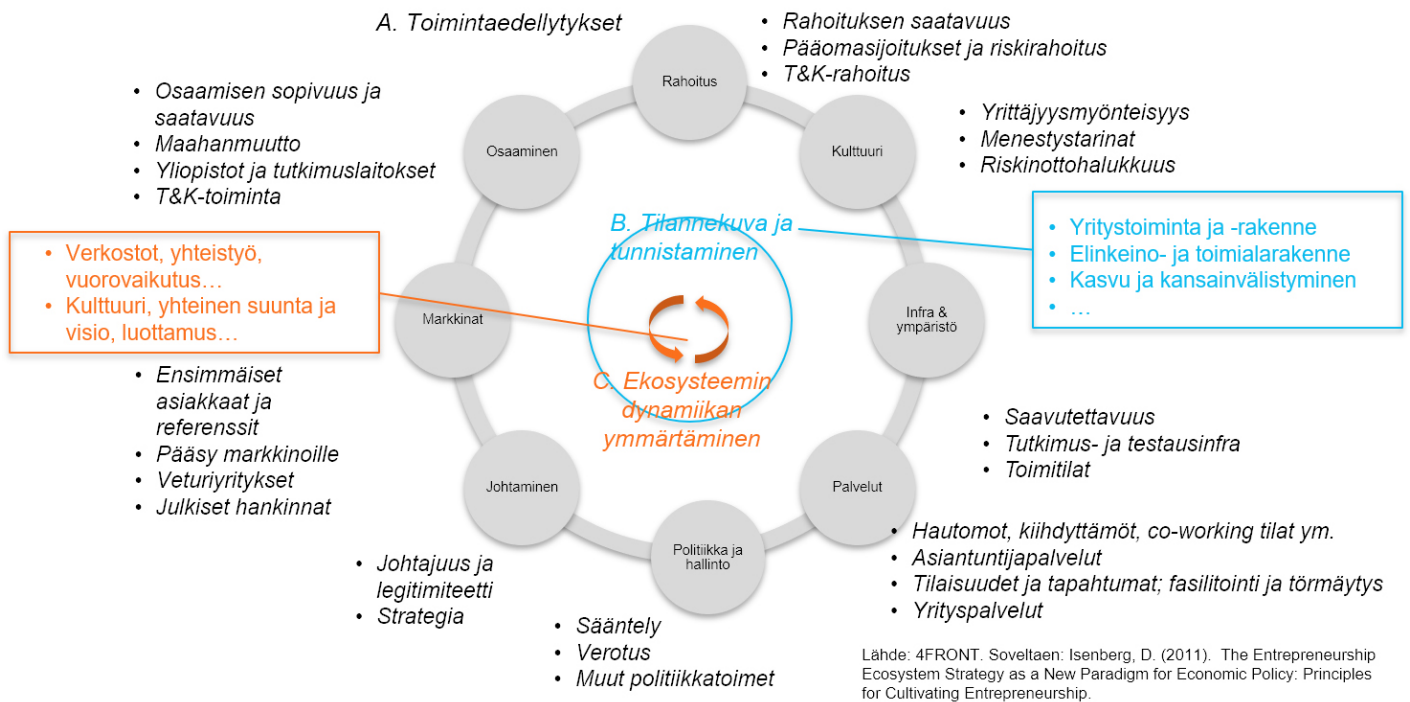 A. Toimintaedellytykset
Rahoitus
• Rahoituksen saatavuus
• Pääomasijoitukset ja riskirahoitus
• T&K-rahoitus
• Osaamisen sopivuus ja
saatavuus
• Maahanmuutto
• Yliopistot ja tutkimuslaitokset
• T&K-toiminta
Osaaminen
Kulttuuri
• Yrittäjyysmyönteisyys
• Menestystarinat
• Riskinottohalukkuus
B. Tilannekuva ja
tunnistaminen
• Yritystoiminta ja -rakenne
• Elinkeino- ja toimialarakenne
• Kasvu ja kansainvälistyminen
• …
• Verkostot, yhteistyö,
vuorovaikutus…
• Kulttuuri, yhteinen suunta ja
visio, luottamus…
Markkinat
Infra &
ympäristö
C. Ekosysteemin
dynamiikan
ymmärtäminen
• Ensimmäiset
asiakkaat ja
referenssit
• Pääsy markkinoille
• Veturiyritykset
• Julkiset hankinnat
• Saavutettavuus
• Tutkimus- ja testausinfra
• Toimitilat
Johtaminen
Palvelut
• Johtajuus ja
legitimiteetti
• Strategia
Politiikka ja
hallinto
• Hautomot, kiihdyttämöt, co-working tilat ym.
• Asiantuntijapalvelut
• Tilaisuudet ja tapahtumat; fasilitointi ja törmäytys
• Yrityspalvelut
• Sääntely
• Verotus
• Muut politiikkatoimet
Lähde: 4FRONT. Soveltaen: Isenberg, D. (2011). The Entrepreneurship
Ecosystem Strategy as a New Paradigm for Economic Policy: Principles
for Cultivating Entrepreneurship.